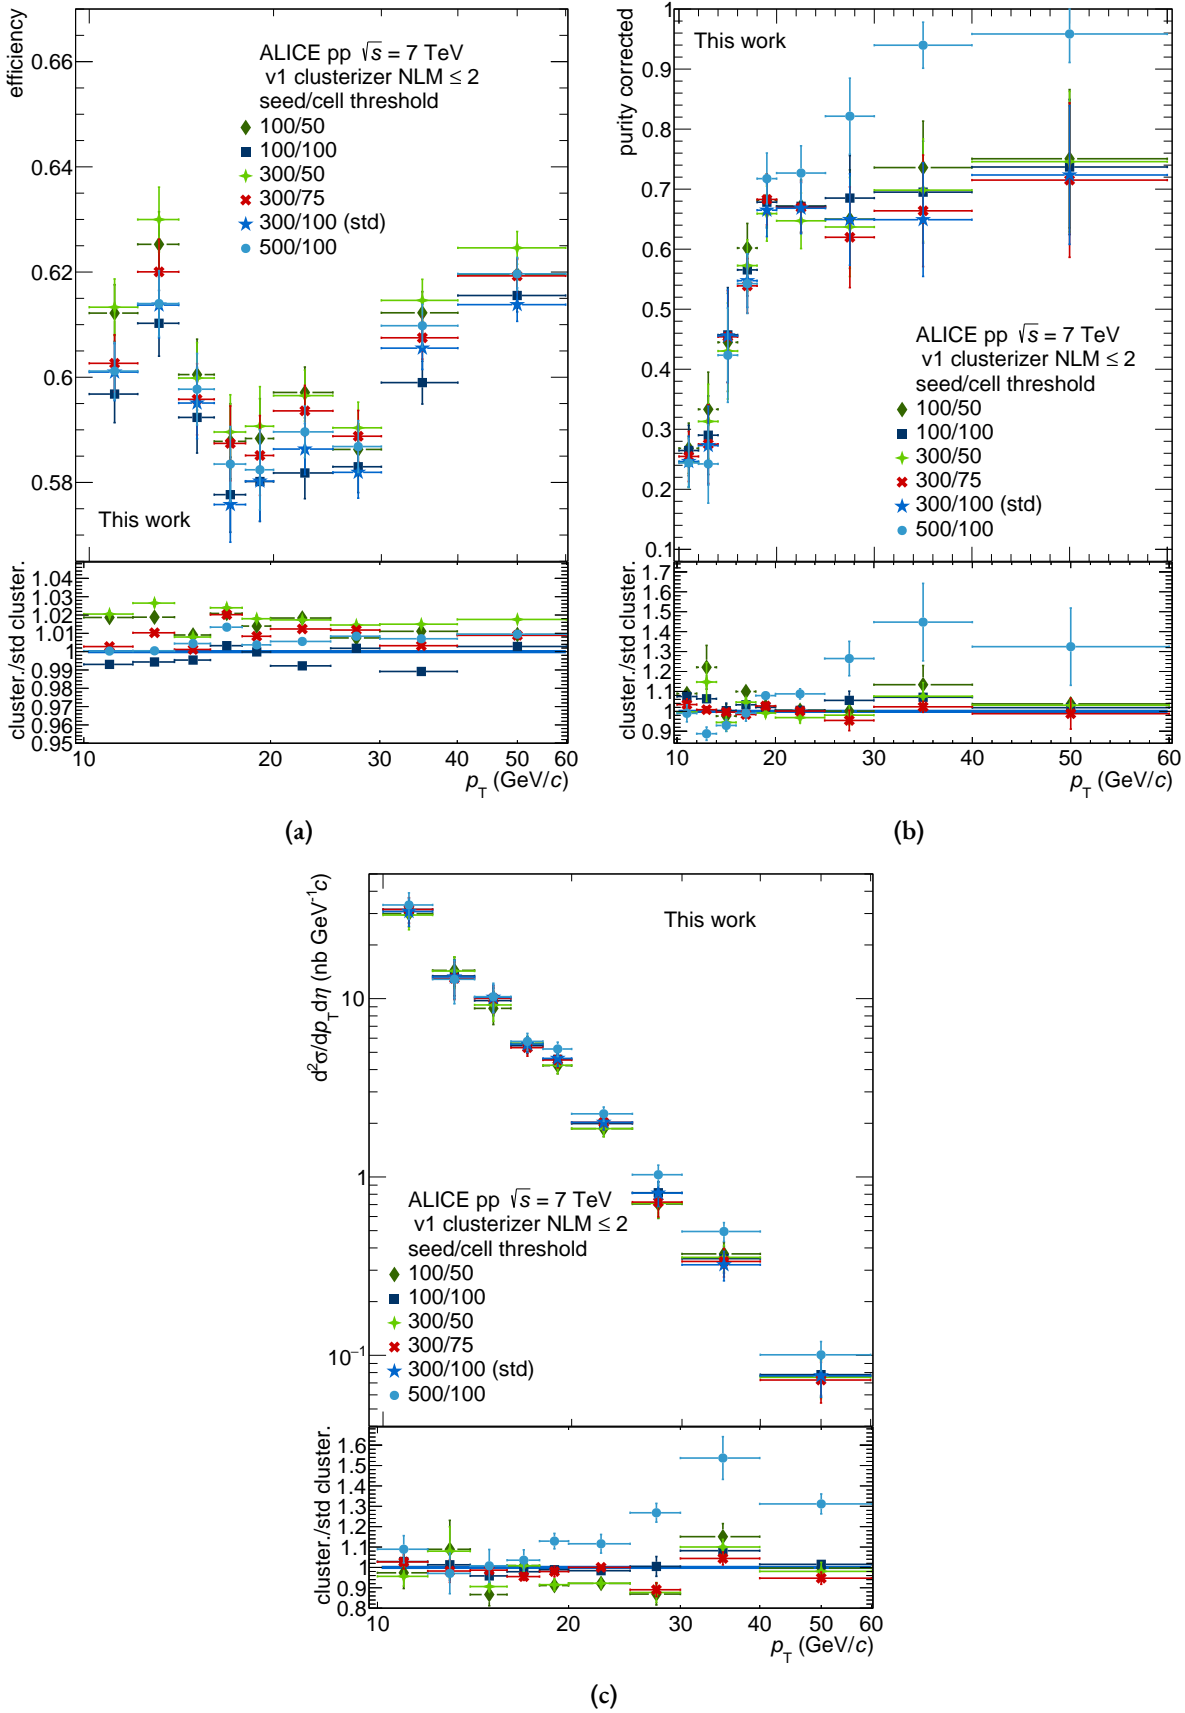 efficiency
0.66
0.64
0.62
0.6
0.58
ALICE pp √s = 7 TeV
v1 clusterizer NLM ≤ 2
seed/cell threshold
100/50
100/100
300/50
300/75
300/100 (std)
500/100
This work
cluster./std cluster.
1.04
1.03
1.02
1.01
1
0.99
0.98
0.97
0.96
0.95
10
20
30
40
50
60
p_T (GeV/c)
(a)
purity corrected
1
0.9
0.8
0.7
0.6
0.5
0.4
0.3
0.2
0.1
This work
ALICE pp √s = 7 TeV
v1 clusterizer NLM ≤ 2
seed/cell threshold
100/50
100/100
300/50
300/75
300/100 (std)
500/100
cluster./std cluster.
1.7
1.6
1.5
1.4
1.3
1.2
1.1
1
0.9
10
20
30
40
50
60
p_T (GeV/c)
(b)
d²σ/dp_T dη (nb GeV⁻¹c)
10
1
10⁻¹
This work
ALICE pp √s = 7 TeV
v1 clusterizer NLM ≤ 2
seed/cell threshold
100/50
100/100
300/50
300/75
300/100 (std)
500/100
cluster./std cluster.
1.6
1.5
1.4
1.3
1.2
1.1
1
0.9
0.8
10
20
30
40
50
60
p_T (GeV/c)
(c)